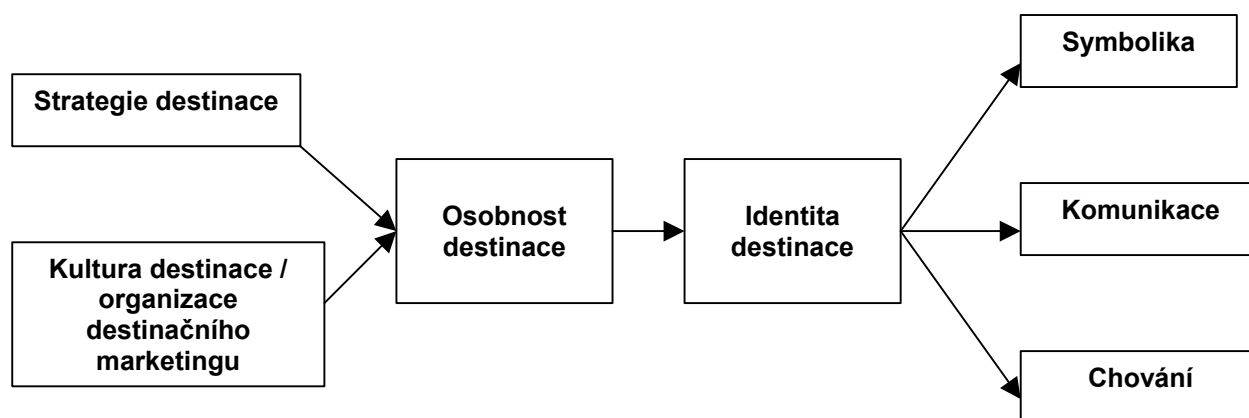 Strategie destinace
Kultura destinace /
organizace
destinačního
marketingu
Osobnost
destinace
Identita
destinace
Symbolika
Komunikace
Chování